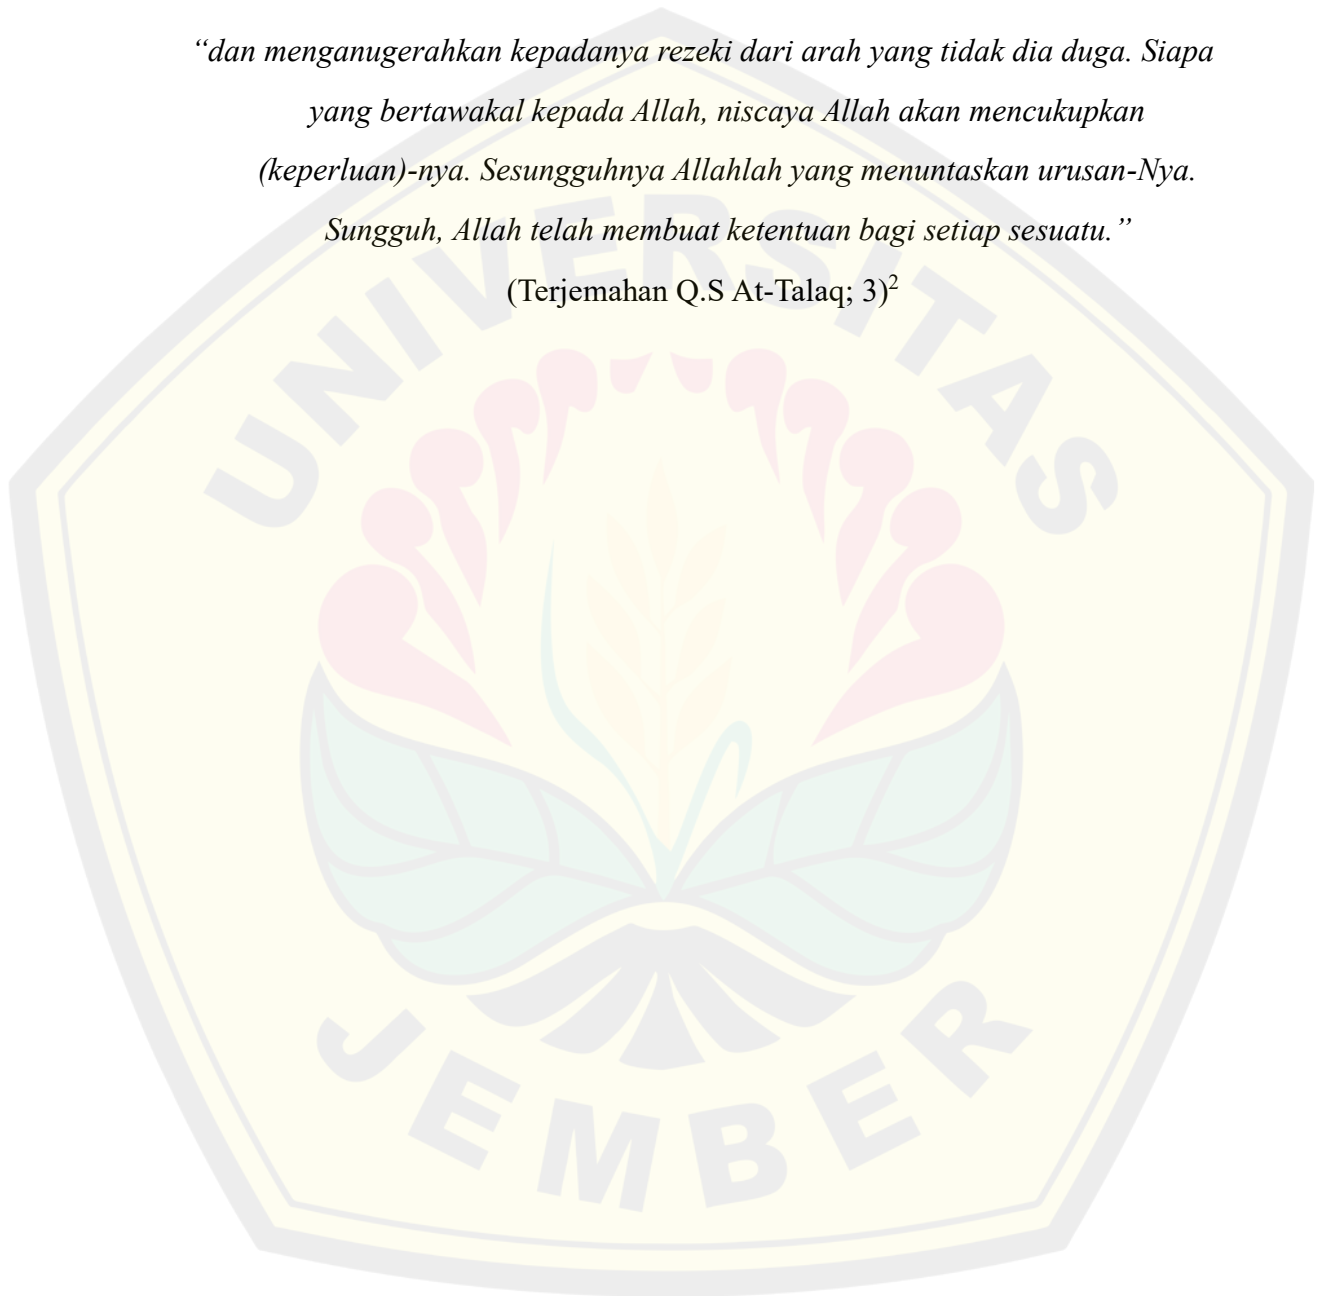 “dan menganugerahkan kepadanya rezeki dari arah yang tidak dia duga. Siapa
yang bertawakal kepada Allah, niscaya Allah akan mencukupkan
(keperluan)-nya. Sesungguhnya Allahlah yang menuntaskan urusan-Nya.
Sungguh, Allah telah membuat ketentuan bagi setiap sesuatu.”
(Terjemahan Q.S At-Talaq; 3)²
UNIVERSITAS
JEMBER